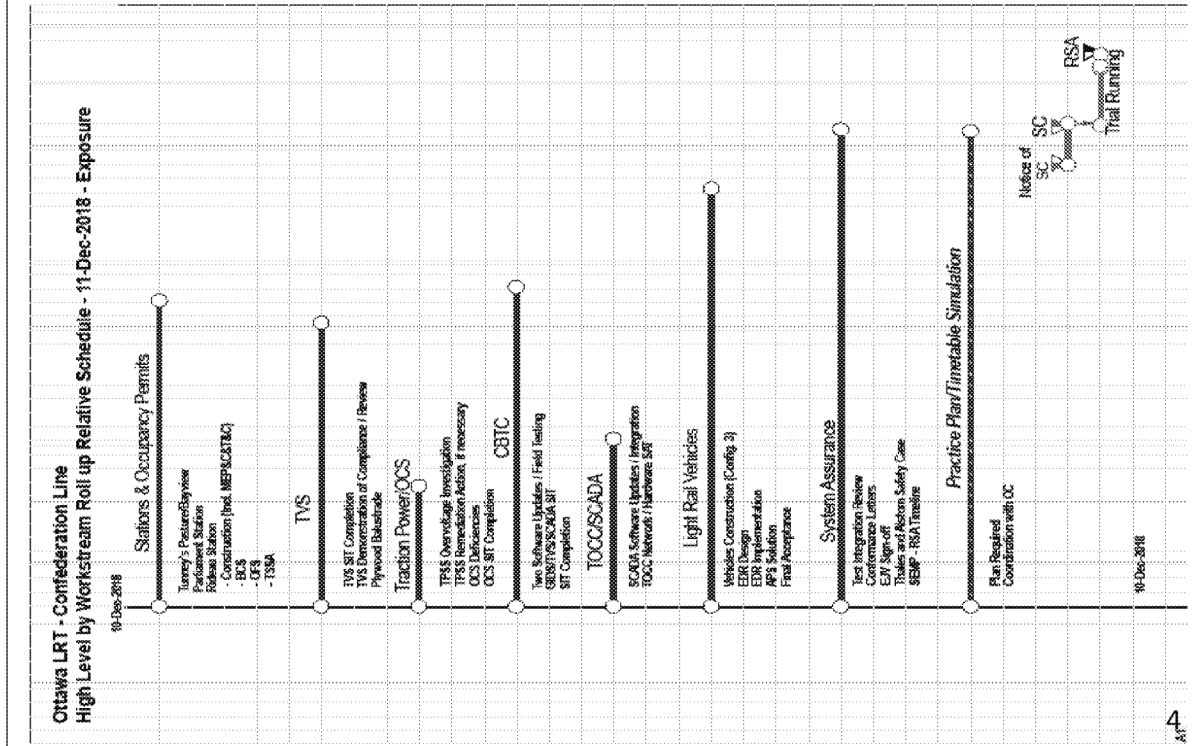 Ottawa LRT - Confederation Line
High Level by Workstream Roll up Relative Schedule - 11-Dec-2018 - Exposure
10-Dec-2018
Stations & Occupancy Permits
Tunney's Pasture/Bayview
Parliament Station
Rideau Station
- Construction (Incl. MEP&C&T&C)
- BCS
- OFS
- TSSA
TVS
TVS SIT Completion
TVS Demonstration of Compliance / Review
Plywood Balustrade
Traction Power/OCS
TPSS Overvoltage Investigation
TPSS Remediation Action, if necessary
OCS Deficiencies
OCS SIT Completion
CBTC
Two Software Updates / Field Testing
GIDS/TVS/SCADA SIT
SIT Completion
TOCC/SCADA
SCADA Software Updates / Integration
TOCC Network / Hardware SAT
Light Rail Vehicles
Vehicles Construction (Config. 3)
EDR Design
EDR Implementation
APS Solution
Final Acceptance
System Assurance
Test Integration Review
Conformance Letters
EJV Sign-off
Thales and Alstom Safety Case
SEMP - RSA Timeline
Practice Plan/Timetable Simulation
Plan Required
Coordination with OC
Notice of
SC
SC
Trial Running
RSA
10-Dec-2018
4